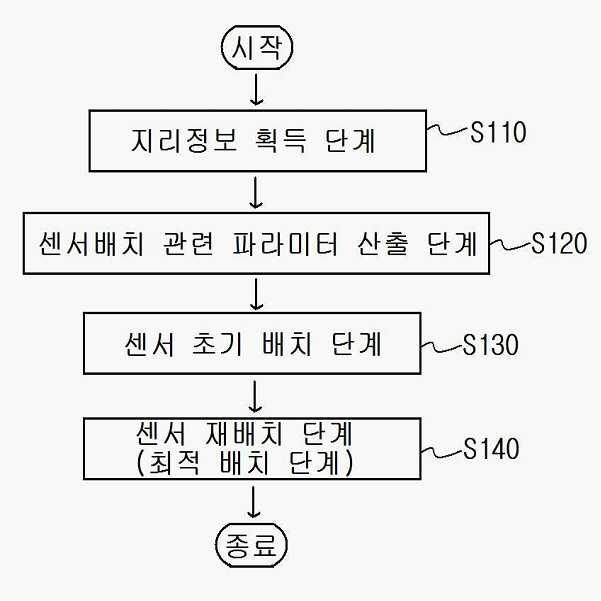 시작
지리정보 획득 단계
S110
센서배치 관련 파라미터 산출 단계
S120
센서 초기 배치 단계
S130
센서 재배치 단계
(최적 배치 단계)
S140
종료